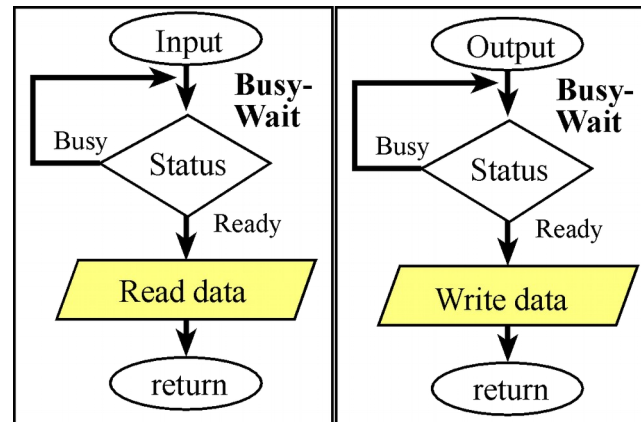 Input
Busy-
Wait
Busy
Status
Ready
Read data
return
Output
Busy-
Wait
Busy
Status
Ready
Write data
return